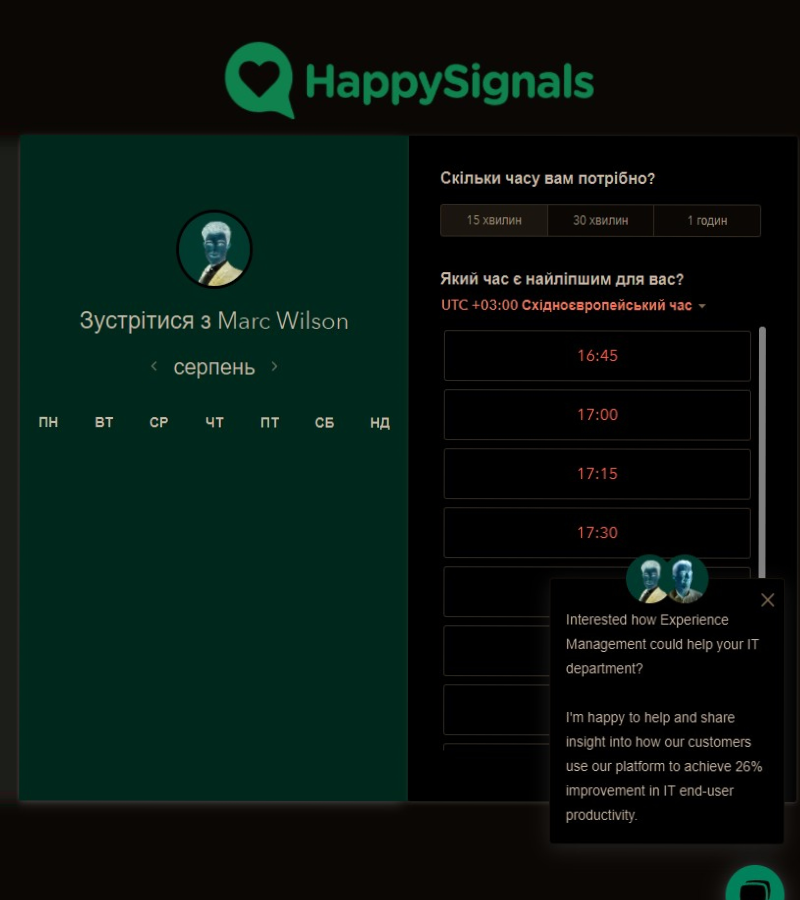 HappySignals
Зустрітися з Marc Wilson
серпень
ПН ВТ СР ЧТ ПТ СБ НД
Скільки часу вам потрібно?
15 хвилин 30 хвилин 1 годин
Який час є найліпшим для вас?
UTC +03:00 Східноєвропейський час
16:45
17:00
17:15
17:30
Interested how Experience
Management could help your IT
department?
I'm happy to help and share
insight into how our customers
use our platform to achieve 26%
improvement in IT end-user
productivity.